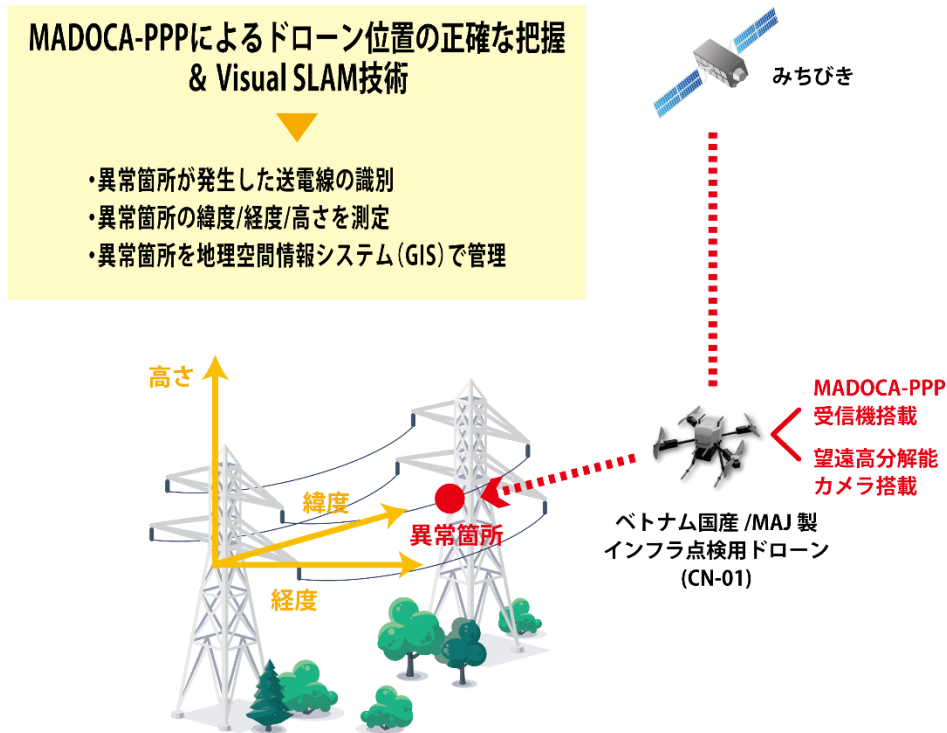 MADOCA-PPPによるドローン位置の正確な把握
& Visual SLAM技術
・異常箇所が発生した送電線の識別
・異常箇所の緯度/経度/高さを測定
・異常箇所を地理空間情報システム(GIS)で管理
みちびき
MADOCA-PPP
受信機搭載
望遠高分解能
カメラ搭載
ベトナム国産/MAJ製
インフラ点検用ドローン
(CN-01)
高さ
緯度
異常箇所
経度